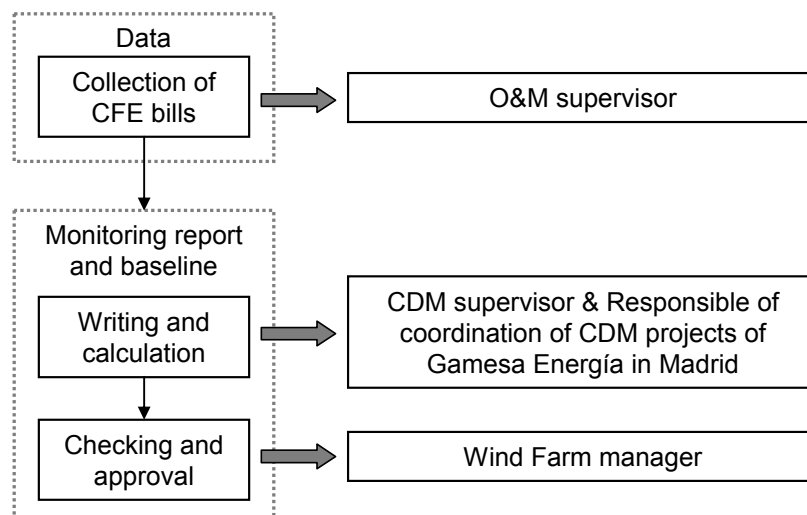 Data
Collection of
CFE bills
O&M supervisor
Monitoring report
and baseline
Writing and
calculation
CDM supervisor & Responsible of
coordination of CDM projects of
Gamesa Energía in Madrid
Checking and
approval
Wind Farm manager